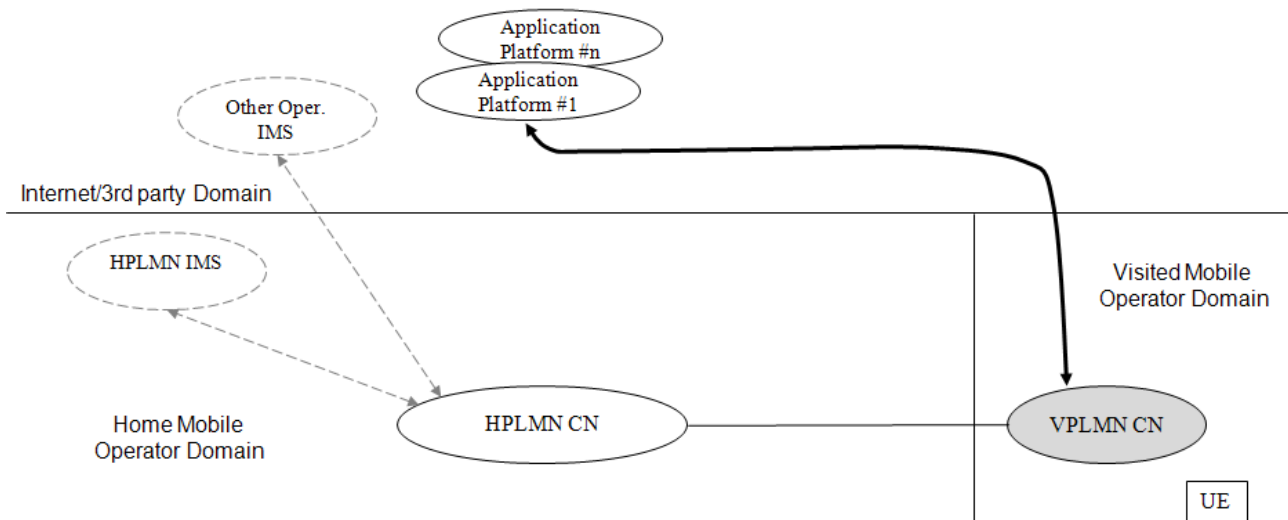 Application
Platform #n
Application
Platform #1
Other Oper.
IMS
Internet/3rd party Domain
HPLMN IMS
Visited Mobile
Operator Domain
Home Mobile
Operator Domain
HPLMN CN
VPLMN CN
UE